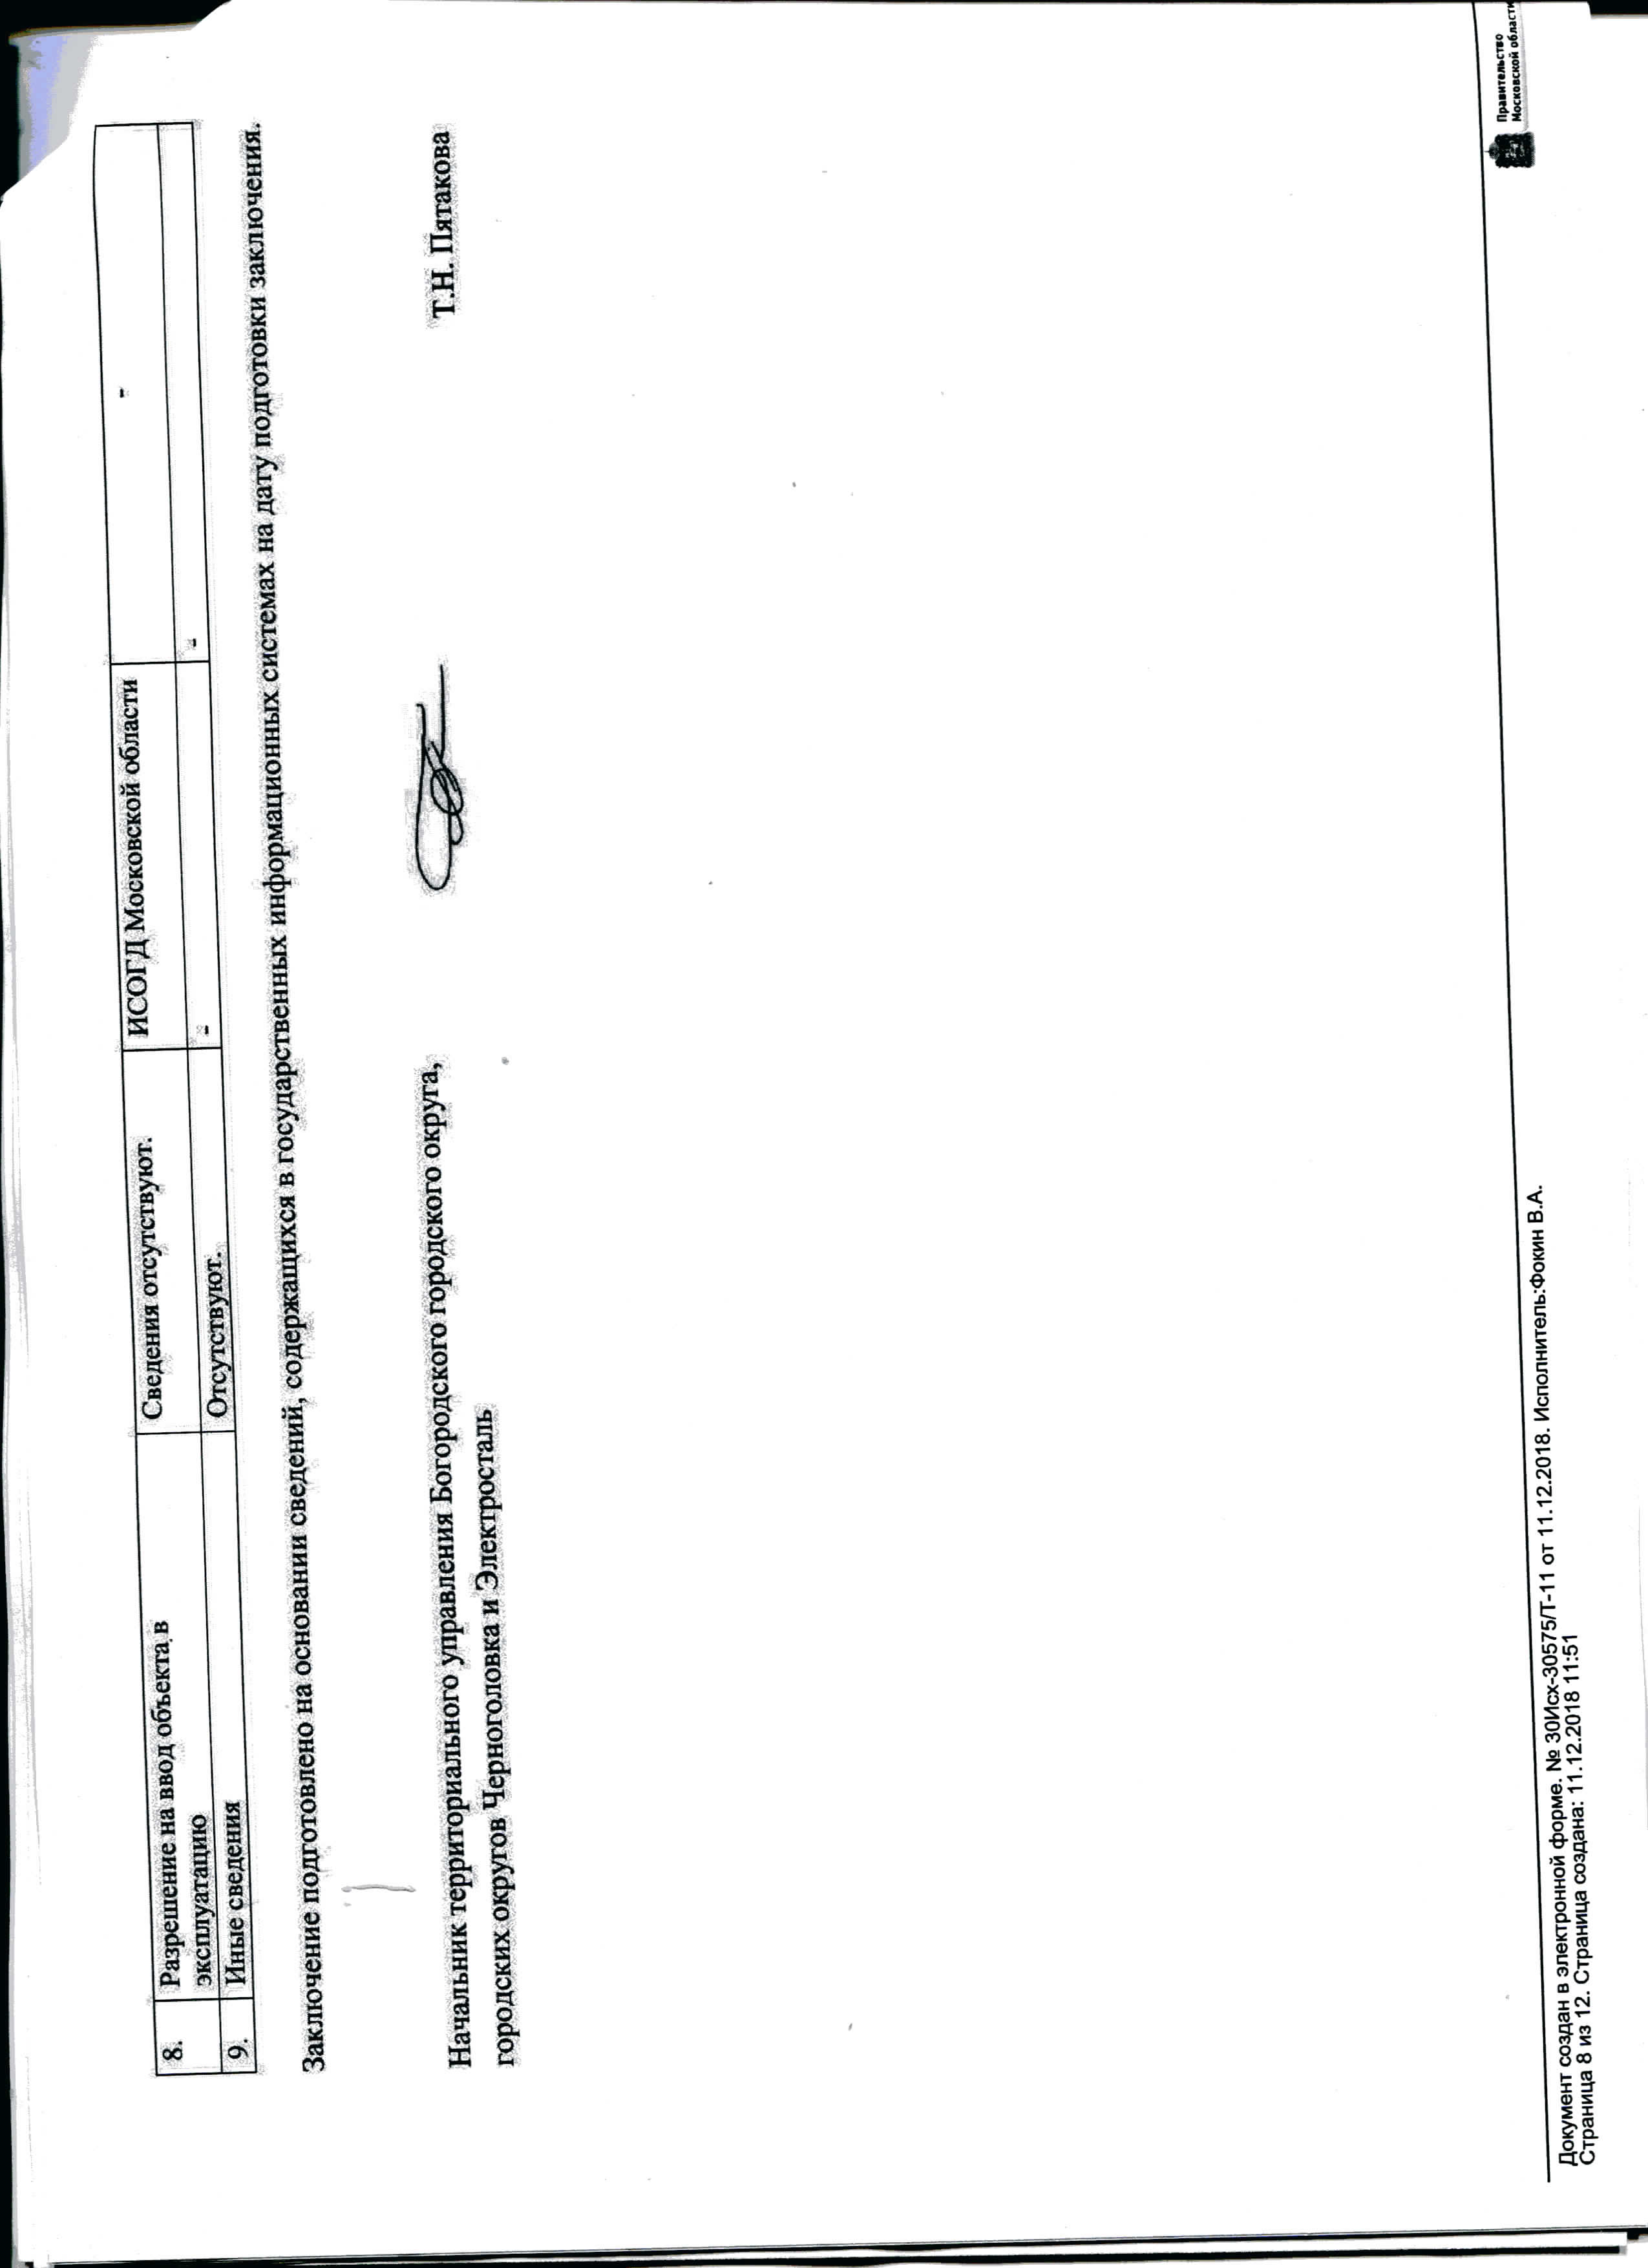 8. Разрешение на ввод объекта в Сведения отсутствуют. ИСОГД Московской области -
эксплуатацию
9. Иные сведения Отсутствуют. - -
Заключение подготовлено на основании сведений, содержащихся в государственных информационных системах на дату подготовки заключения.
Начальник территориального управления Богородского городского округа,
городских округов Черноголовка и Электросталь Т.Н. Пятакова
Документ создан в электронной форме. № 30Исх-30575/Т-11 от 11.12.2018. Исполнитель:Фокин В.А.
Страница 8 из 12. Страница создана: 11.12.2018 11:51
Правительство
Московской области